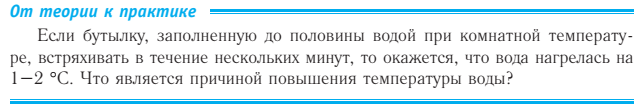 От теории к практике
Если бутылку, заполненную до половины водой при комнатной температу-
ре, встряхивать в течение нескольких минут, то окажется, что вода нагрелась на
1−2 °С. Что является причиной повышения температуры воды?